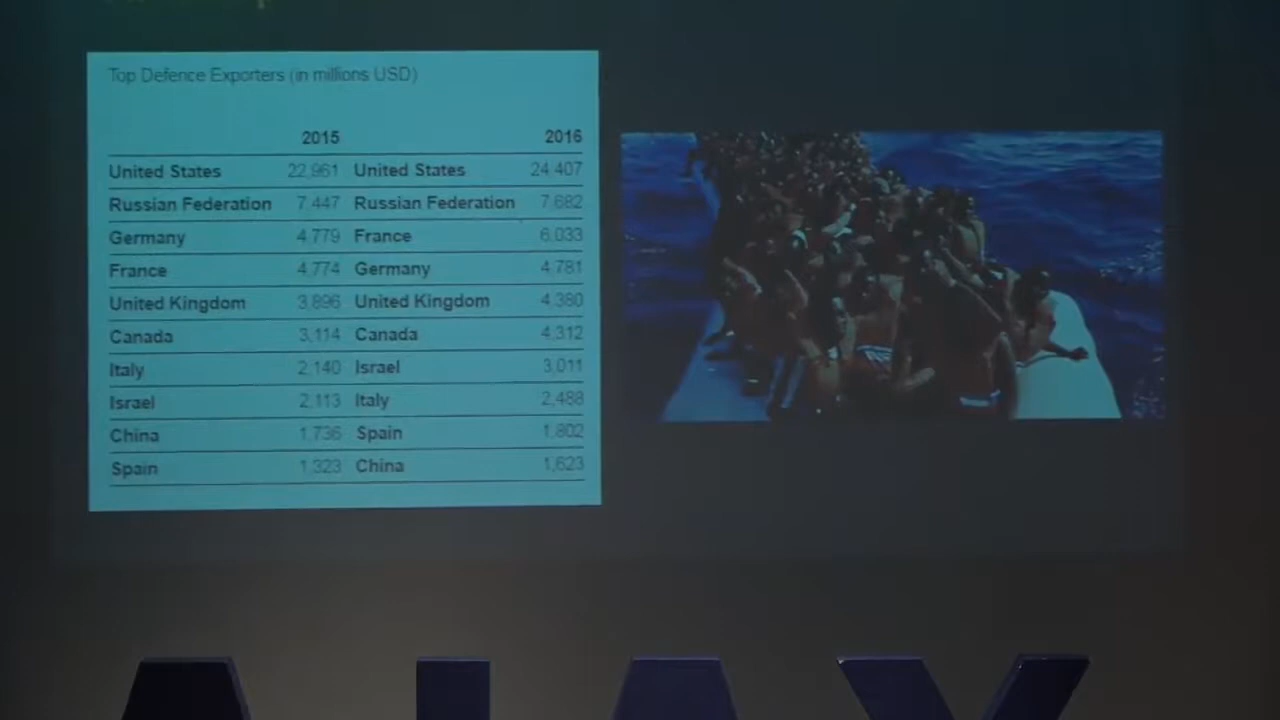 Top Defence Exporters (in millions USD)
2015 2016
United States 22,961 United States 24,407
Russian Federation 7,447 Russian Federation 7,682
Germany 4,779 France 6,033
France 4,774 Germany 4,781
United Kingdom 3,896 United Kingdom 4,380
Canada 3,114 Canada 4,312
Italy 2,140 Israel 3,011
Israel 2,113 Italy 2,488
China 1,736 Spain 1,802
Spain 1,323 China 1,623